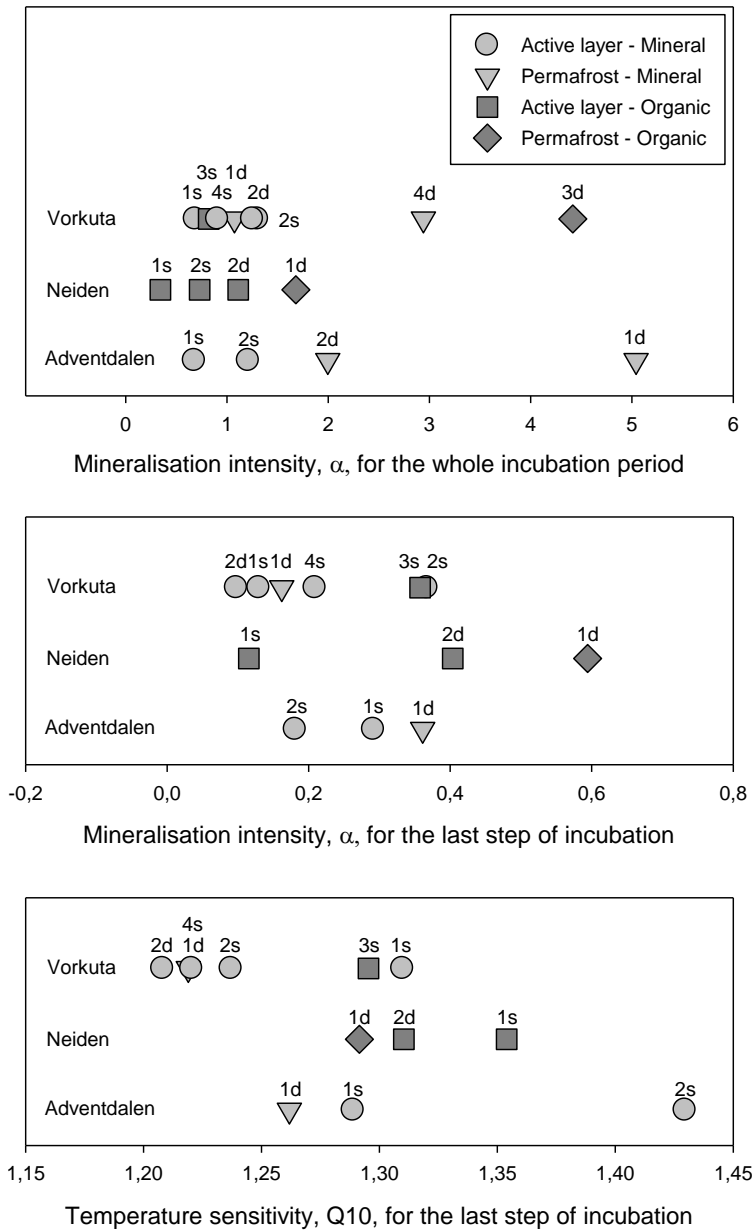 Active layer - Mineral
Permafrost - Mineral
Active layer - Organic
Permafrost - Organic
3s 1d
1s 4s 2d 4d 3d
Vorkuta
2s
1s 2s 2d 1d
Neiden
1s 2s 2d 1d
Adventdalen
0 1 2 3 4 5 6
Mineralisation intensity, α, for the whole incubation period
2d 1s 1d 4s 3s 2s
Vorkuta
1s 2d 1d
Neiden
2s 1s 1d
Adventdalen
-0,2 0,0 0,2 0,4 0,6 0,8
Mineralisation intensity, α, for the last step of incubation
4s
2d 1d 2s 3s 1s
Vorkuta
1d 2d 1s
Neiden
1d 1s 2s
Adventdalen
1,15 1,20 1,25 1,30 1,35 1,40 1,45
Temperature sensitivity, Q10, for the last step of incubation